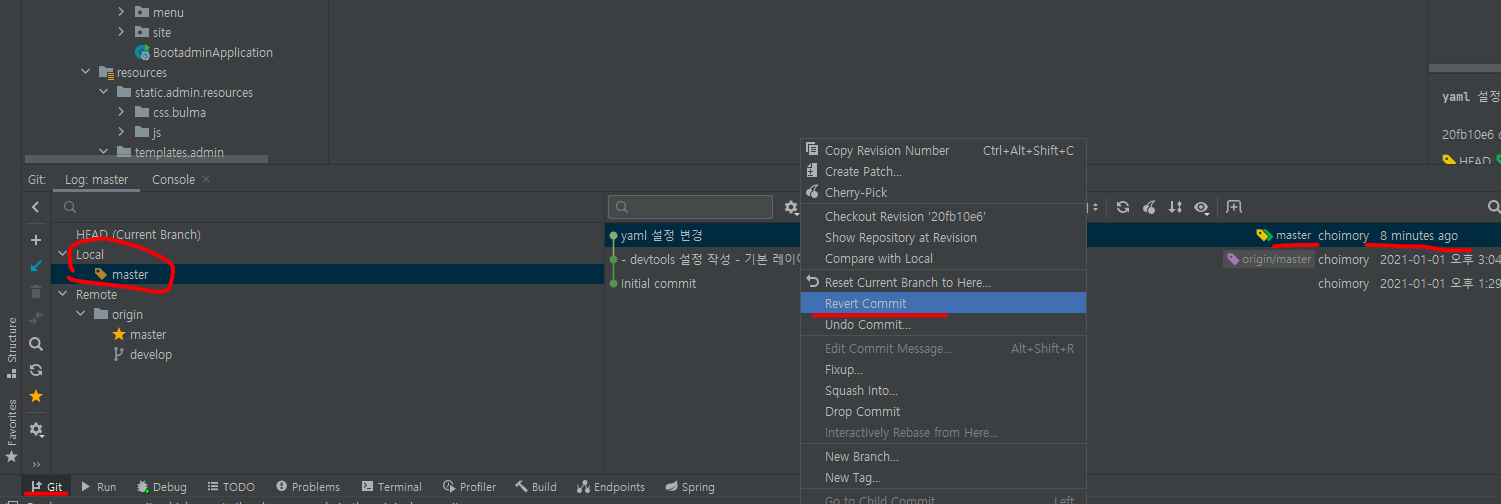 menu
site
BootadminApplication
resources
static.admin.resources
css.bulma
js
templates.admin
yaml 설정
20fb10e6
HEAD
Git: Log: master Console
HEAD (Current Branch)
Local
master
Remote
origin
master
develop
yaml 설정 변경 master choimory 8 minutes ago
- devtools 설정 작성 - 기본 레이아 origin/master choimory 2021-01-01 오후 3:04
Initial commit choimory 2021-01-01 오후 1:29
Copy Revision Number Ctrl+Alt+Shift+C
Create Patch...
Cherry-Pick
Checkout Revision '20fb10e6'
Show Repository at Revision
Compare with Local
Reset Current Branch to Here...
Revert Commit
Undo Commit...
Edit Commit Message... Alt+Shift+R
Fixup...
Squash Into...
Drop Commit
Interactively Rebase from Here...
New Branch...
New Tag...
Go to Child Commit Left
Structure
Favorites
Git Run Debug TODO Problems Terminal Profiler Build Endpoints Spring